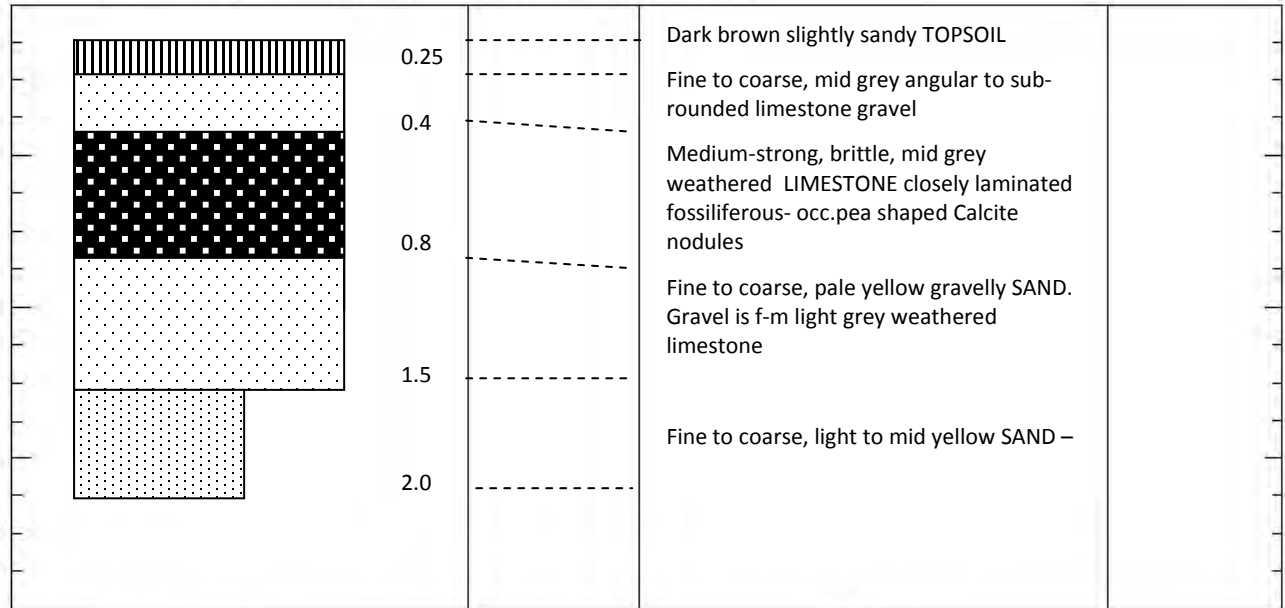 Dark brown slightly sandy TOPSOIL
0.25
Fine to coarse, mid grey angular to sub-
rounded limestone gravel
0.4
Medium-strong, brittle, mid grey
weathered  LIMESTONE closely laminated
fossiliferous- occ.pea shaped Calcite
nodules
0.8
Fine to coarse, pale yellow gravelly SAND.
Gravel is f-m light grey weathered
limestone
1.5
Fine to coarse, light to mid yellow SAND –
2.0